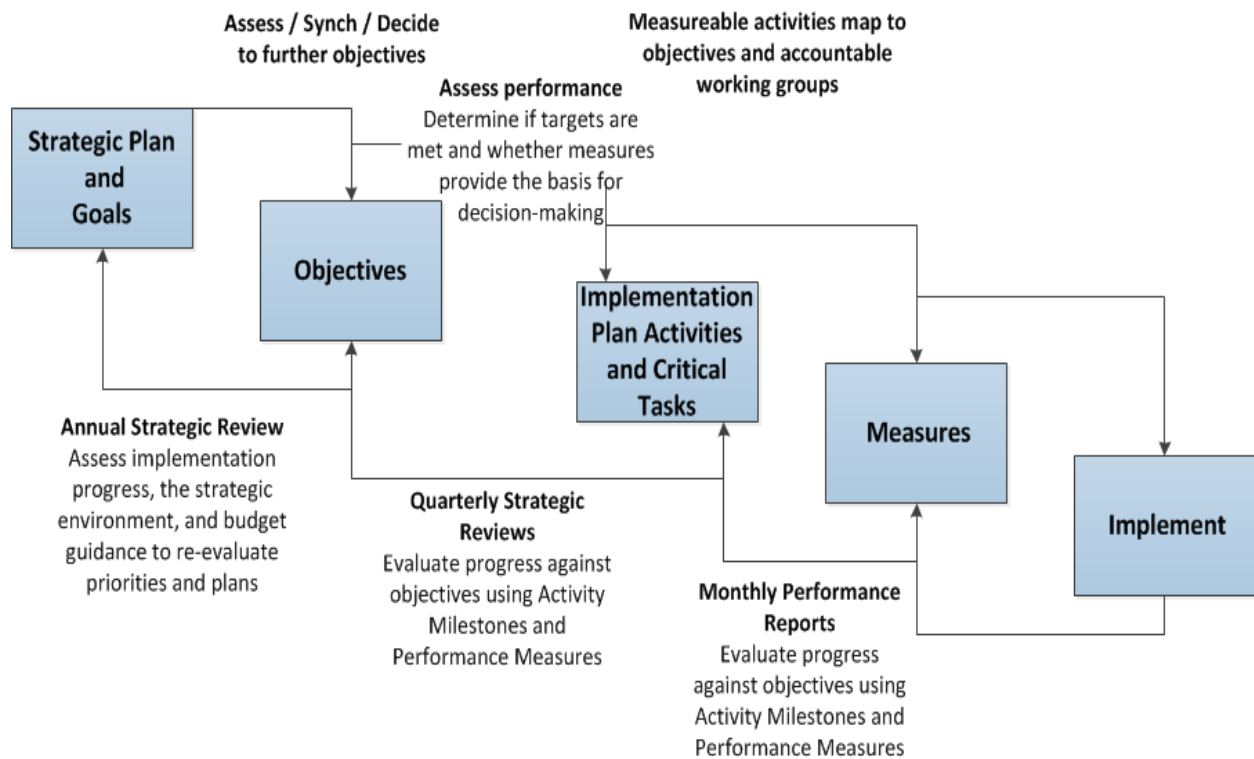 Assess / Synch / Decide
to further objectives
Measureable activities map to
objectives and accountable
working groups
Assess performance
Determine if targets are
met and whether measures
provide the basis for
decision-making
Strategic Plan
and
Goals
Objectives
Implementation
Plan Activities
and Critical
Tasks
Measures
Implement
Annual Strategic Review
Assess implementation
progress, the strategic
environment, and budget
guidance to re-evaluate
priorities and plans
Quarterly Strategic
Reviews
Evaluate progress against
objectives using Activity
Milestones and
Performance Measures
Monthly Performance
Reports
Evaluate progress
against objectives using
Activity Milestones and
Performance Measures